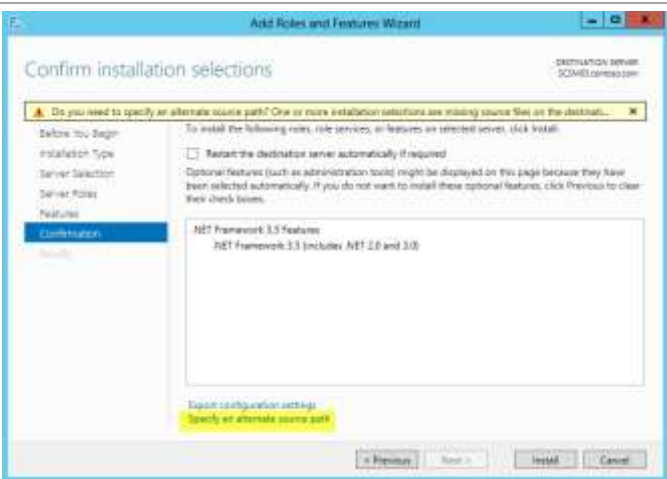 Add Roles and Features Wizard
Confirm installation selections
DESTINATION SERVER
SCSM03.contoso.com
Do you need to specify an alternate source path? One or more installation selections are missing source files on the destinati...
Before You Begin
Installation Type
Server Selection
Server Roles
Features
Confirmation
Results
To install the following roles, role services, or features on selected server, click Install.
Restart the destination server automatically if required
Optional features (such as administration tools) might be displayed on this page because they have
been selected automatically. If you do not want to install these optional features, click Previous to clear
their check boxes.
.NET Framework 3.5 Features
.NET Framework 3.5 (includes .NET 2.0 and 3.0)
Export configuration settings
Specify an alternate source path
< Previous
Next >
Install
Cancel